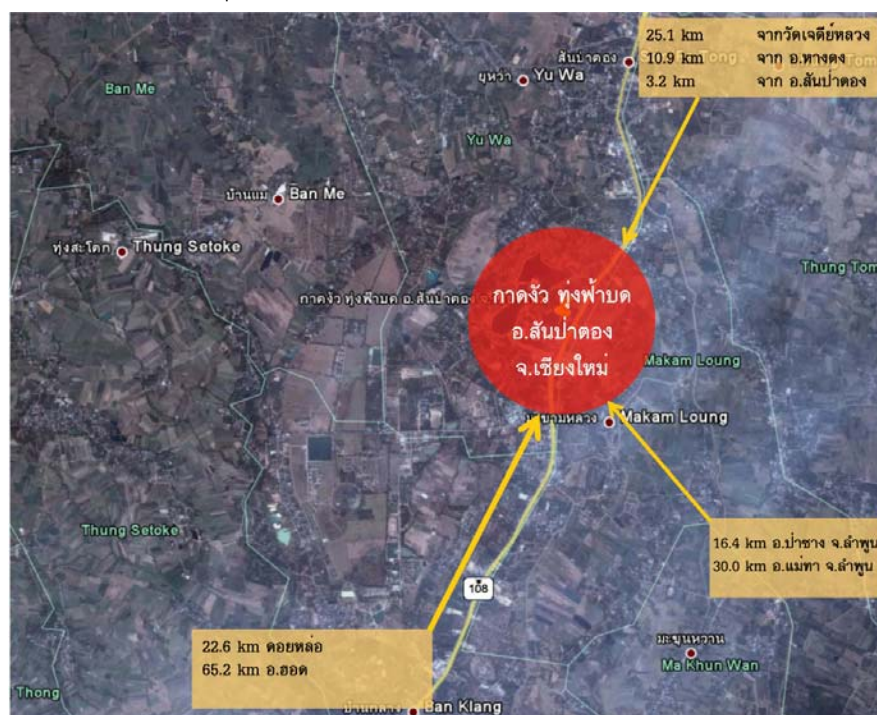 25.1 km จากวัดเจดีย์หลวง
10.9 km จาก อ.หางดง
3.2 km จาก อ.สันป่าตอง
สันป่าตอง
ยุหว่า Yu Wa
Ban Me
Yu Wa
บ้านแม Ban Me
ทุ่งสะโตก Thung Setoke
Thung Tom
กาดงัว ทุ่งฟ้าบด อ.สันป่าตอง
กาดงัว ทุ่งฟ้าบด
อ.สันป่าตอง
จ.เชียงใหม่
Makam Loung
Makam Loung
Thung Setoke
16.4 km อ.ป่าซาง จ.ลำพูน
30.0 km อ.แม่ทา จ.ลำพูน
108
22.6 km ดอยหล่อ
65.2 km อ.ฮอด
มะขุนหวาน
Ma Khun Wan
Thong
บ้านกลาง Ban Klang